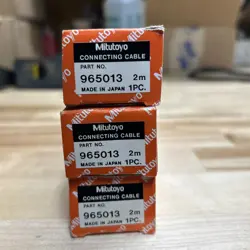 Mitutoyo
CONNECTING CABLE
PART NO.
965013 2m
MADE IN JAPAN 1PC.
Mitutoyo
CONNECTING CABLE
PART NO.
965013 2m
MADE IN JAPAN 1PC.
Mitutoyo
CONNECTING CABLE
PART NO.
965013 2m
MADE IN JAPAN 1PC.